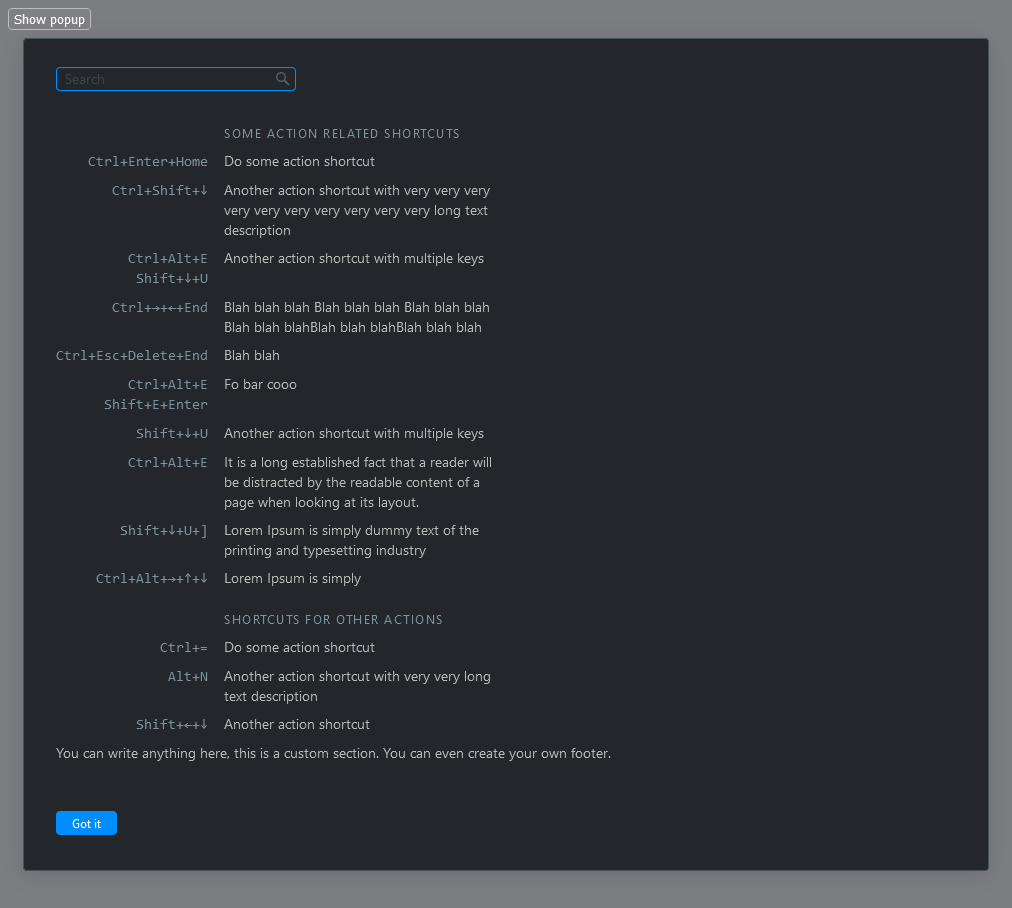 Show popup
Search
SOME ACTION RELATED SHORTCUTS
Ctrl+Enter+Home Do some action shortcut
Ctrl+Shift+↓ Another action shortcut with very very very
very very very very very very very long text
description
Ctrl+Alt+E Another action shortcut with multiple keys
Shift+↓+U
Ctrl+→+←+End Blah blah blah Blah blah blah Blah blah blah
Blah blah blahBlah blah blahBlah blah blah
Ctrl+Esc+Delete+End Blah blah
Ctrl+Alt+E Fo bar cooo
Shift+E+Enter
Shift+↓+U Another action shortcut with multiple keys
Ctrl+Alt+E It is a long established fact that a reader will
be distracted by the readable content of a
page when looking at its layout.
Shift+↓+U+] Lorem Ipsum is simply dummy text of the
printing and typesetting industry
Ctrl+Alt+→+↑+↓ Lorem Ipsum is simply
SHORTCUTS FOR OTHER ACTIONS
Ctrl+= Do some action shortcut
Alt+N Another action shortcut with very very long
text description
Shift+←+↓ Another action shortcut
You can write anything here, this is a custom section. You can even create your own footer.
Got it